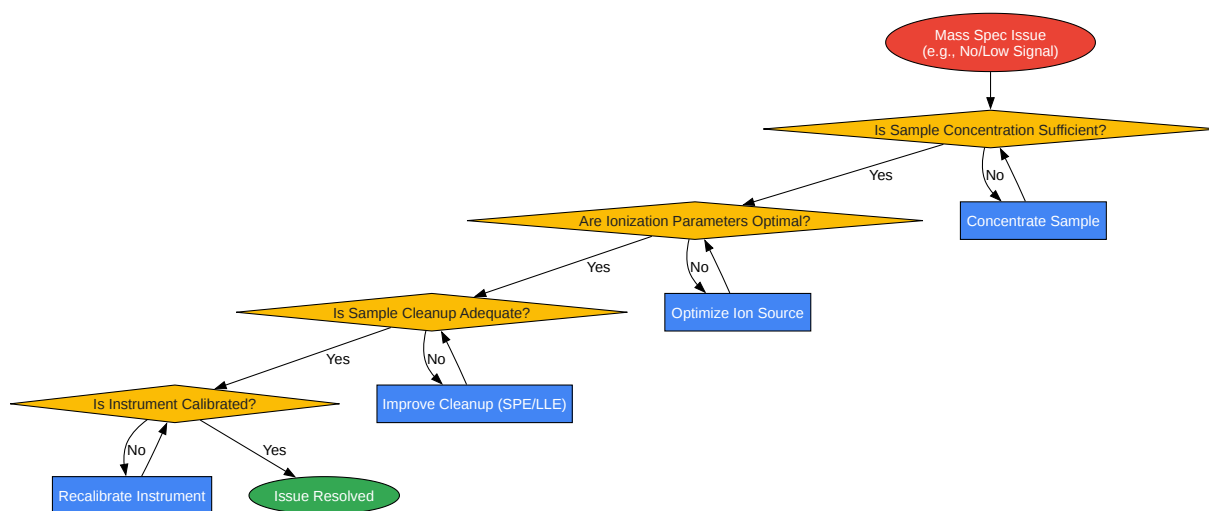 Mass Spec Issue
(e.g., No/Low Signal)
Is Sample Concentration Sufficient?
Yes
No
Are Ionization Parameters Optimal?
Concentrate Sample
Yes
No
Is Sample Cleanup Adequate?
Optimize Ion Source
Yes
No
Is Instrument Calibrated?
Improve Cleanup (SPE/LLE)
No
Yes
Recalibrate Instrument
Issue Resolved